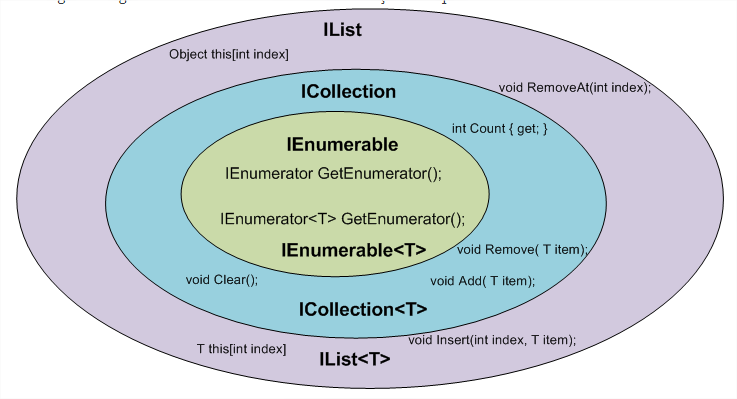 IList
Object this[int index]
void RemoveAt(int index);
ICollection
int Count { get; }
IEnumerable
IEnumerator GetEnumerator();
IEnumerator<T> GetEnumerator();
IEnumerable<T>
void Remove( T item);
void Clear();
void Add( T item);
ICollection<T>
void Insert(int index, T item);
T this[int index]
IList<T>